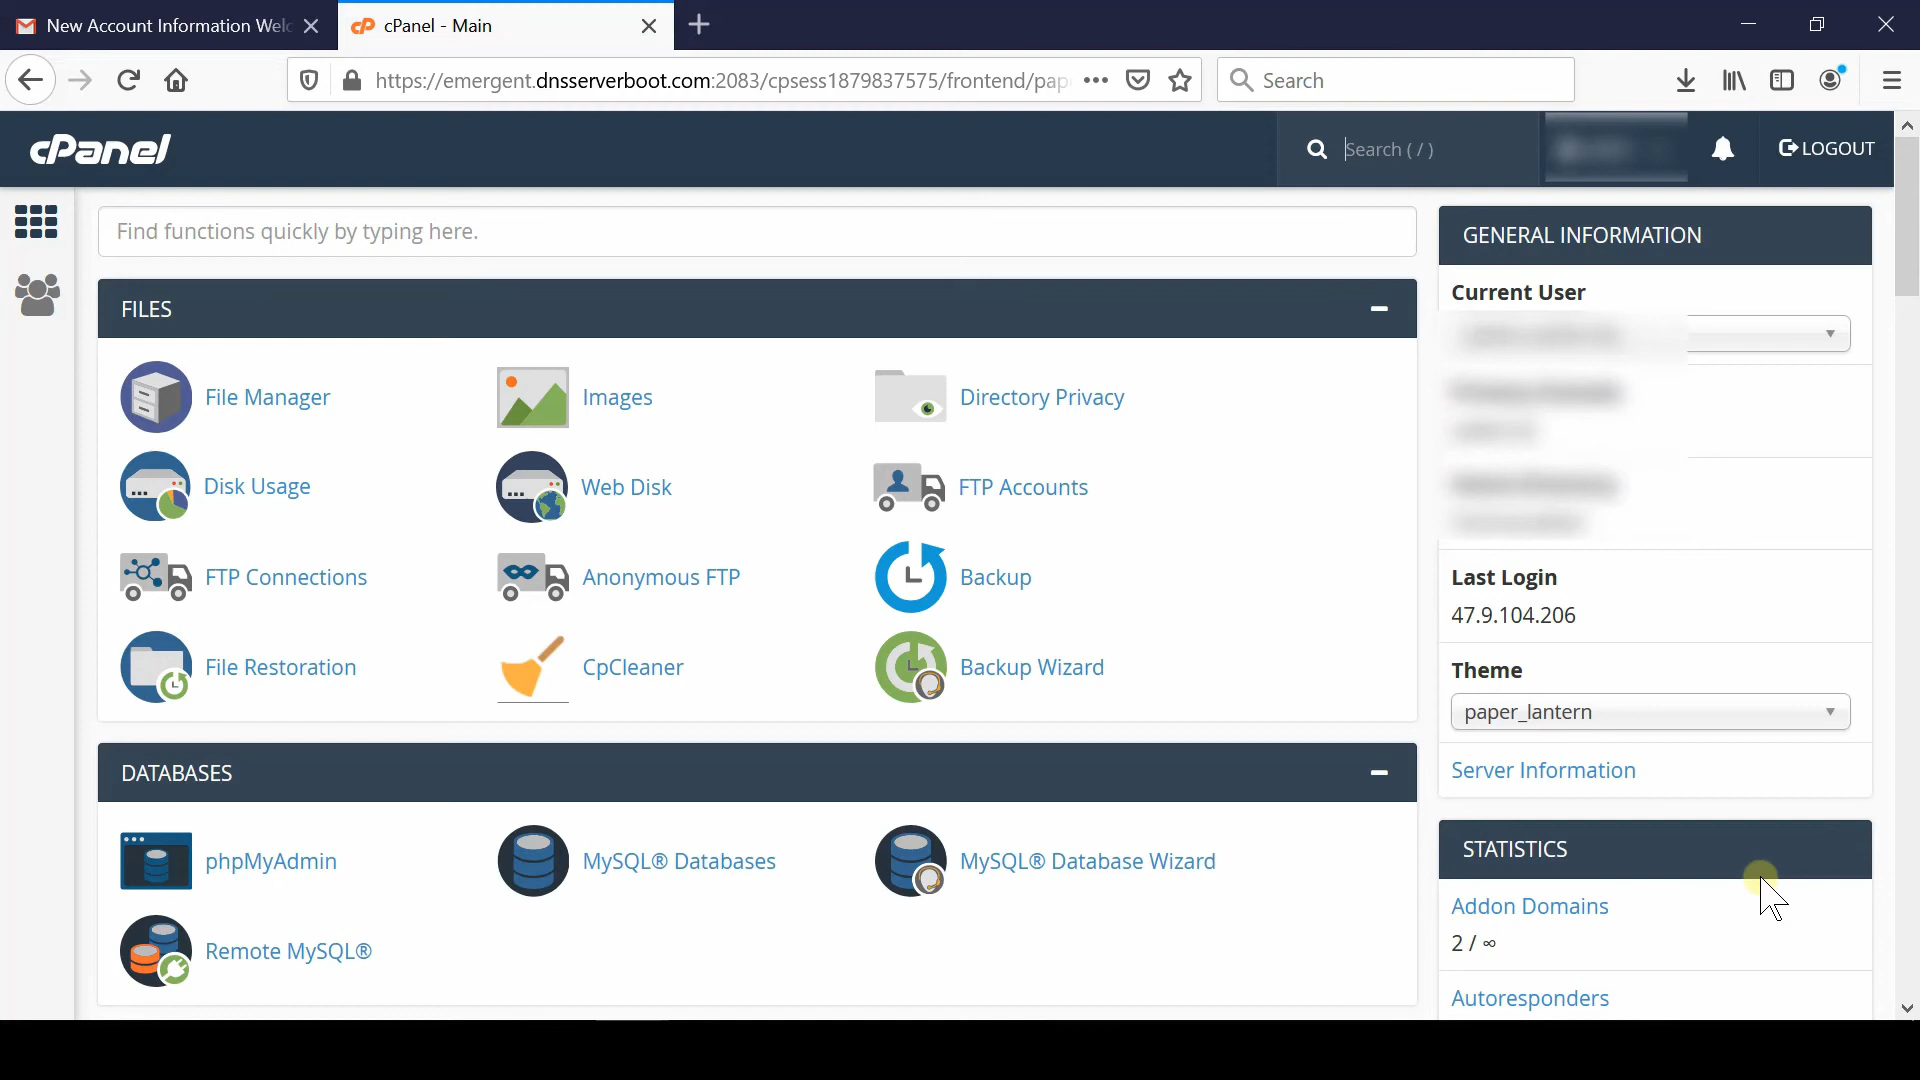 New Account Information Wel
cPanel - Main
https://emergent.dnsserverboot.com:2083/cpsess1879837575/frontend/pap
Search
cPanel
Search ( / )
LOGOUT
Find functions quickly by typing here.
FILES
File Manager
Images
Directory Privacy
Disk Usage
Web Disk
FTP Accounts
FTP Connections
Anonymous FTP
Backup
File Restoration
CpCleaner
Backup Wizard
DATABASES
phpMyAdmin
MySQL® Databases
MySQL® Database Wizard
Remote MySQL®
GENERAL INFORMATION
Current User
Last Login
47.9.104.206
Theme
paper_lantern
Server Information
STATISTICS
Addon Domains
2 / ∞
Autoresponders